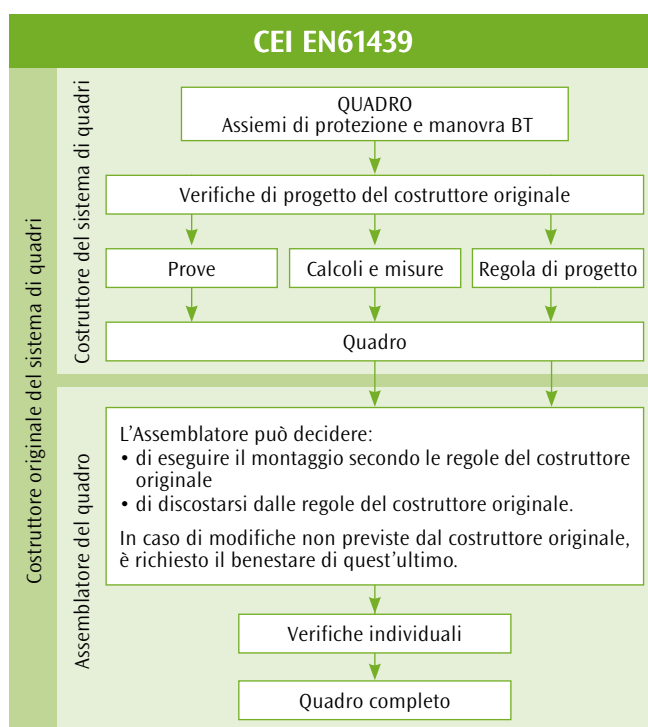 CEI EN61439
Costruttore originale del sistema di quadri
Costruttore del sistema di quadri
QUADRO
Assiemi di protezione e manovra BT
Verifiche di progetto del costruttore originale
Prove
Calcoli e misure
Regola di progetto
Quadro
Assemblatore del quadro
L'Assemblatore può decidere:
• di eseguire il montaggio secondo le regole del costruttore
originale
• di discostarsi dalle regole del costruttore originale.
In caso di modifiche non previste dal costruttore originale,
è richiesto il benestare di quest'ultimo.
Verifiche individuali
Quadro completo